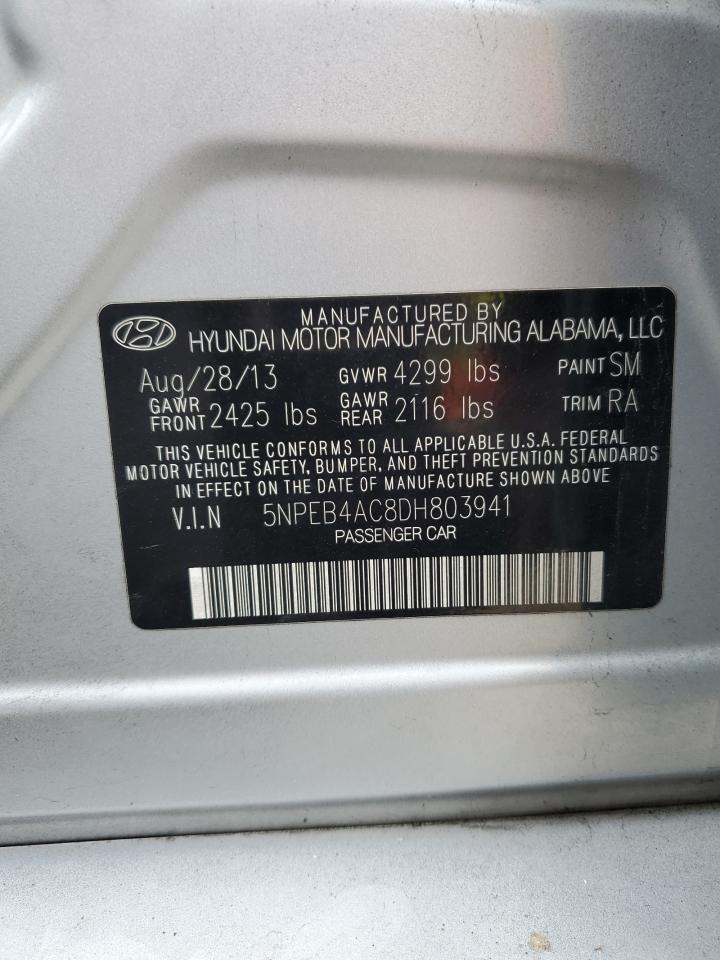 MANUFACTURED BY
HYUNDAI MOTOR MANUFACTURING ALABAMA, LLC
Aug/28/13 GVWR 4299 lbs PAINT SM
GAWR FRONT 2425 lbs GAWR REAR 2116 lbs TRIM RA
THIS VEHICLE CONFORMS TO ALL APPLICABLE U.S.A. FEDERAL
MOTOR VEHICLE SAFETY, BUMPER, AND THEFT PREVENTION STANDARDS
IN EFFECT ON THE DATE OF MANUFACTURE SHOWN ABOVE
V.I.N 5NPEB4AC8DH803941
PASSENGER CAR